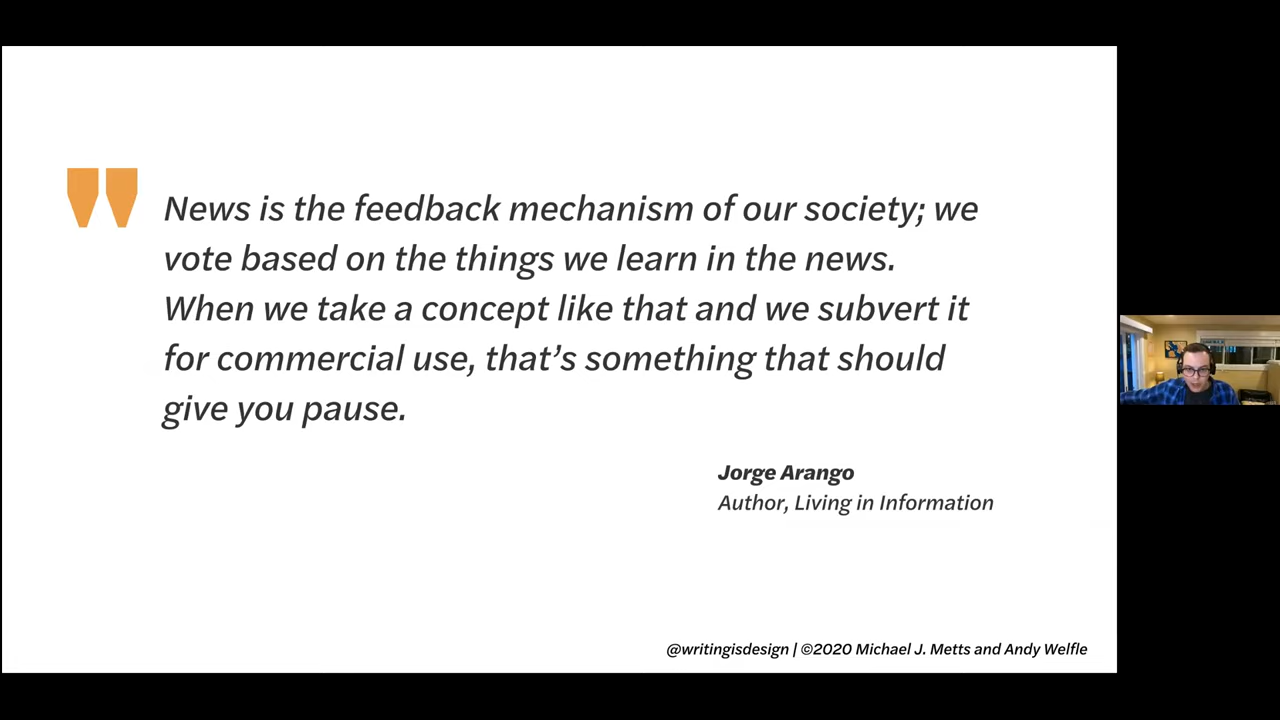 News is the feedback mechanism of our society; we
vote based on the things we learn in the news.
When we take a concept like that and we subvert it
for commercial use, that’s something that should
give you pause.
Jorge Arango
Author, Living in Information
@writingisdesign | ©2020 Michael J. Metts and Andy Welfle